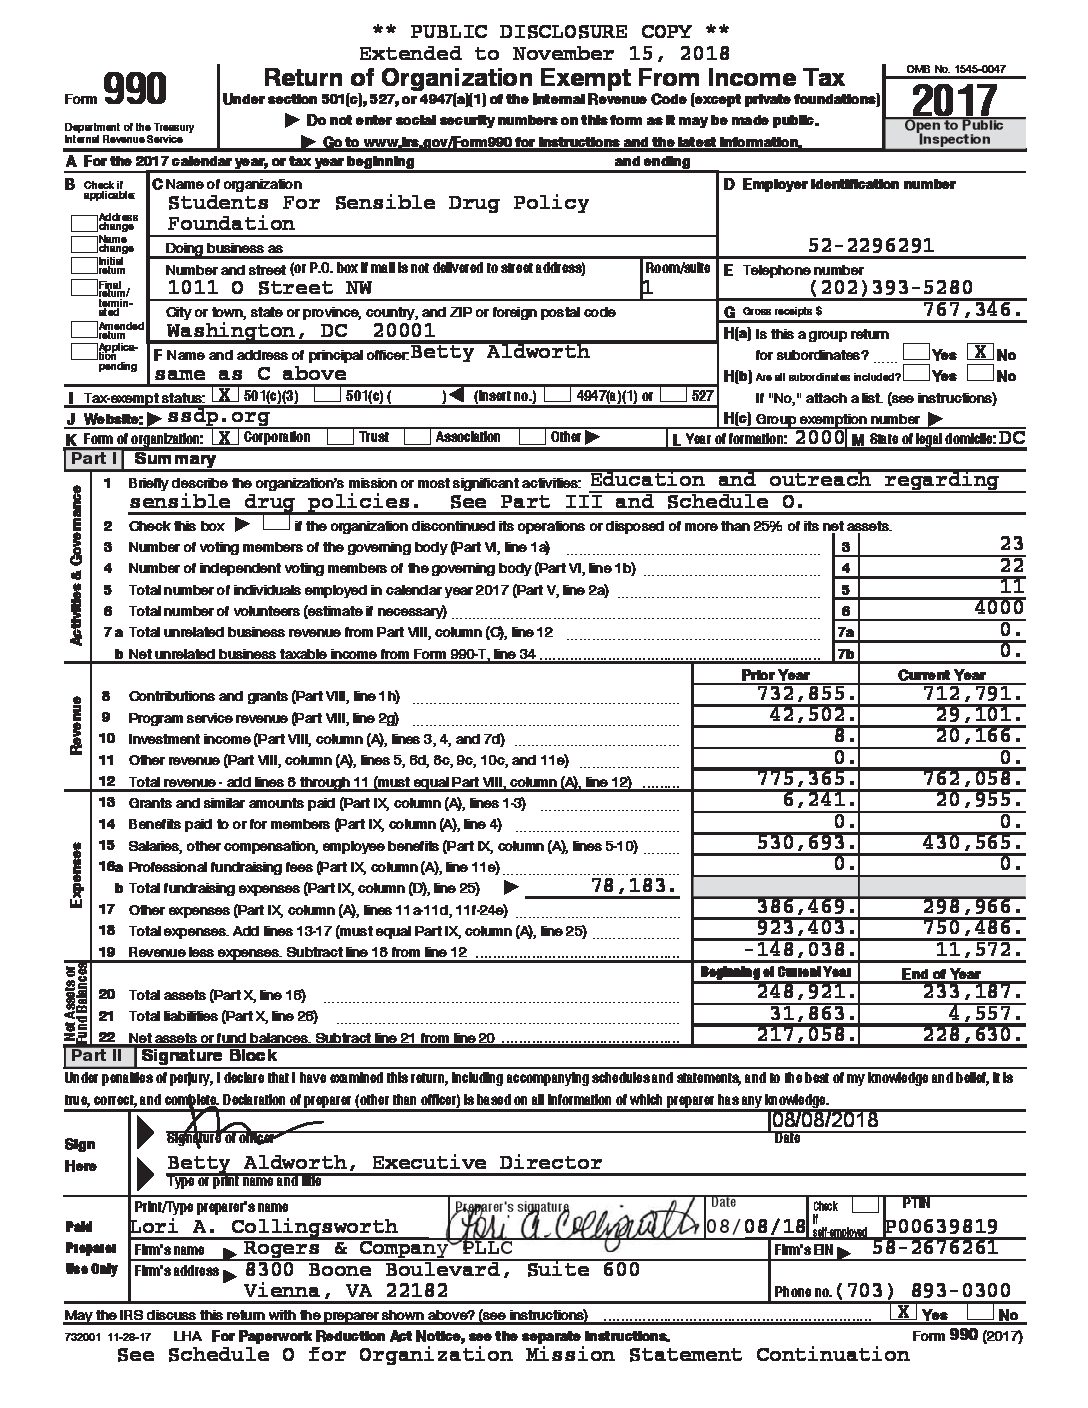 ** PUBLIC DISCLOSURE COPY **
Extended to November 15, 2018
Form 990
Return of Organization Exempt From Income Tax
Under section 501(c), 527, or 4947(a)(1) of the Internal Revenue Code (except private foundations)
▶ Do not enter social security numbers on this form as it may be made public.
▶ Go to www.irs.gov/Form990 for instructions and the latest information.
Department of the Treasury
Internal Revenue Service
OMB No. 1545-0047
2017
Open to Public
Inspection
A For the 2017 calendar year, or tax year beginning and ending
B Check if applicable:
Address change
Name change
Initial return
Final return/terminated
Amended return
Application pending
C Name of organization
Students For Sensible Drug Policy
Foundation
Doing business as
Number and street (or P.O. box if mail is not delivered to street address) Room/suite
1011 O Street NW 1
City or town, state or province, country, and ZIP or foreign postal code
Washington, DC 20001
F Name and address of principal officer: Betty Aldworth
same as C above
D Employer identification number
52-2296291
E Telephone number
(202)393-5280
G Gross receipts $ 767,346.
H(a) Is this a group return
for subordinates? ...... Yes X No
H(b) Are all subordinates included? Yes No
If "No," attach a list. (see instructions)
H(c) Group exemption number ▶
I Tax-exempt status: X 501(c)(3) 501(c) ( ) ◀ (insert no.) 4947(a)(1) or 527
J Website: ▶ ssdp.org
K Form of organization: X Corporation Trust Association Other ▶ L Year of formation: 2000 M State of legal domicile: DC
Part I Summary
Activities & Governance
1 Briefly describe the organization's mission or most significant activities: Education and outreach regarding
sensible drug policies. See Part III and Schedule O.
2 Check this box ▶ if the organization discontinued its operations or disposed of more than 25% of its net assets.
3 Number of voting members of the governing body (Part VI, line 1a) 3 23
4 Number of independent voting members of the governing body (Part VI, line 1b) 4 22
5 Total number of individuals employed in calendar year 2017 (Part V, line 2a) 5 11
6 Total number of volunteers (estimate if necessary) 6 4000
7 a Total unrelated business revenue from Part VIII, column (C), line 12 7a 0.
b Net unrelated business taxable income from Form 990-T, line 34 7b 0.
Prior Year Current Year
Revenue
8 Contributions and grants (Part VIII, line 1h) 732,855. 712,791.
9 Program service revenue (Part VIII, line 2g) 42,502. 29,101.
10 Investment income (Part VIII, column (A), lines 3, 4, and 7d) 8. 20,166.
11 Other revenue (Part VIII, column (A), lines 5, 6d, 8c, 9c, 10c, and 11e) 0. 0.
12 Total revenue - add lines 8 through 11 (must equal Part VIII, column (A), line 12) 775,365. 762,058.
Expenses
13 Grants and similar amounts paid (Part IX, column (A), lines 1-3) 6,241. 20,955.
14 Benefits paid to or for members (Part IX, column (A), line 4) 0. 0.
15 Salaries, other compensation, employee benefits (Part IX, column (A), lines 5-10) 530,693. 430,565.
16a Professional fundraising fees (Part IX, column (A), line 11e) 0. 0.
b Total fundraising expenses (Part IX, column (D), line 25) ▶ 78,183.
17 Other expenses (Part IX, column (A), lines 11a-11d, 11f-24e) 386,469. 298,966.
18 Total expenses. Add lines 13-17 (must equal Part IX, column (A), line 25) 923,403. 750,486.
19 Revenue less expenses. Subtract line 18 from line 12 -148,038. 11,572.
Net Assets or Fund Balances
Beginning of Current Year End of Year
20 Total assets (Part X, line 16) 248,921. 233,187.
21 Total liabilities (Part X, line 26) 31,863. 4,557.
22 Net assets or fund balances. Subtract line 21 from line 20 217,058. 228,630.
Part II Signature Block
Under penalties of perjury, I declare that I have examined this return, including accompanying schedules and statements, and to the best of my knowledge and belief, it is
true, correct, and complete. Declaration of preparer (other than officer) is based on all information of which preparer has any knowledge.
Sign
Here
08/08/2018
Signature of officer Date
Betty Aldworth, Executive Director
Type or print name and title
Paid
Preparer
Use Only
Print/Type preparer's name Preparer's signature Date Check if self-employed PTIN
Lori A. Collingsworth Lori A. Collingsworth 08/08/18 P00639819
Firm's name ▶ Rogers & Company PLLC Firm's EIN ▶ 58-2676261
Firm's address ▶ 8300 Boone Boulevard, Suite 600
Vienna, VA 22182 Phone no. (703) 893-0300
May the IRS discuss this return with the preparer shown above? (see instructions) X Yes No
732001 11-28-17 LHA For Paperwork Reduction Act Notice, see the separate instructions. Form 990 (2017)
See Schedule O for Organization Mission Statement Continuation